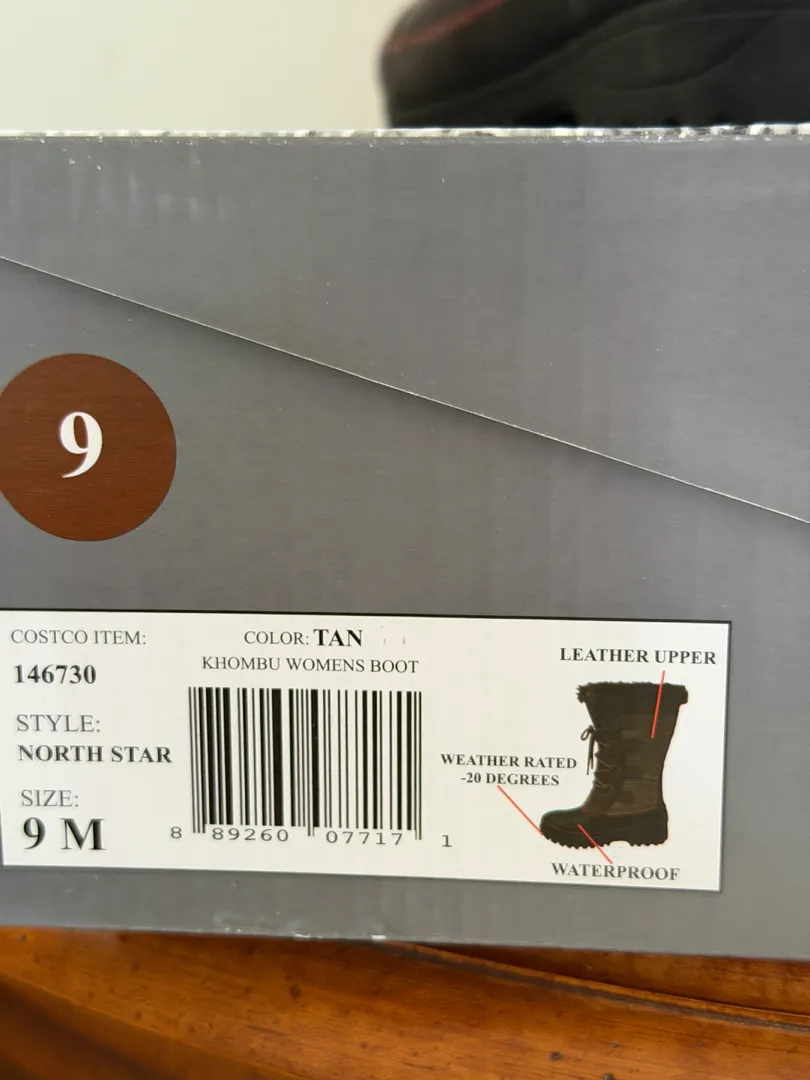 9
COSTCO ITEM:
146730
STYLE:
NORTH STAR
SIZE:
9 M
COLOR: TAN
KHOMBU WOMENS BOOT
8 89260 07717 1
LEATHER UPPER
WEATHER RATED
-20 DEGREES
WATERPROOF